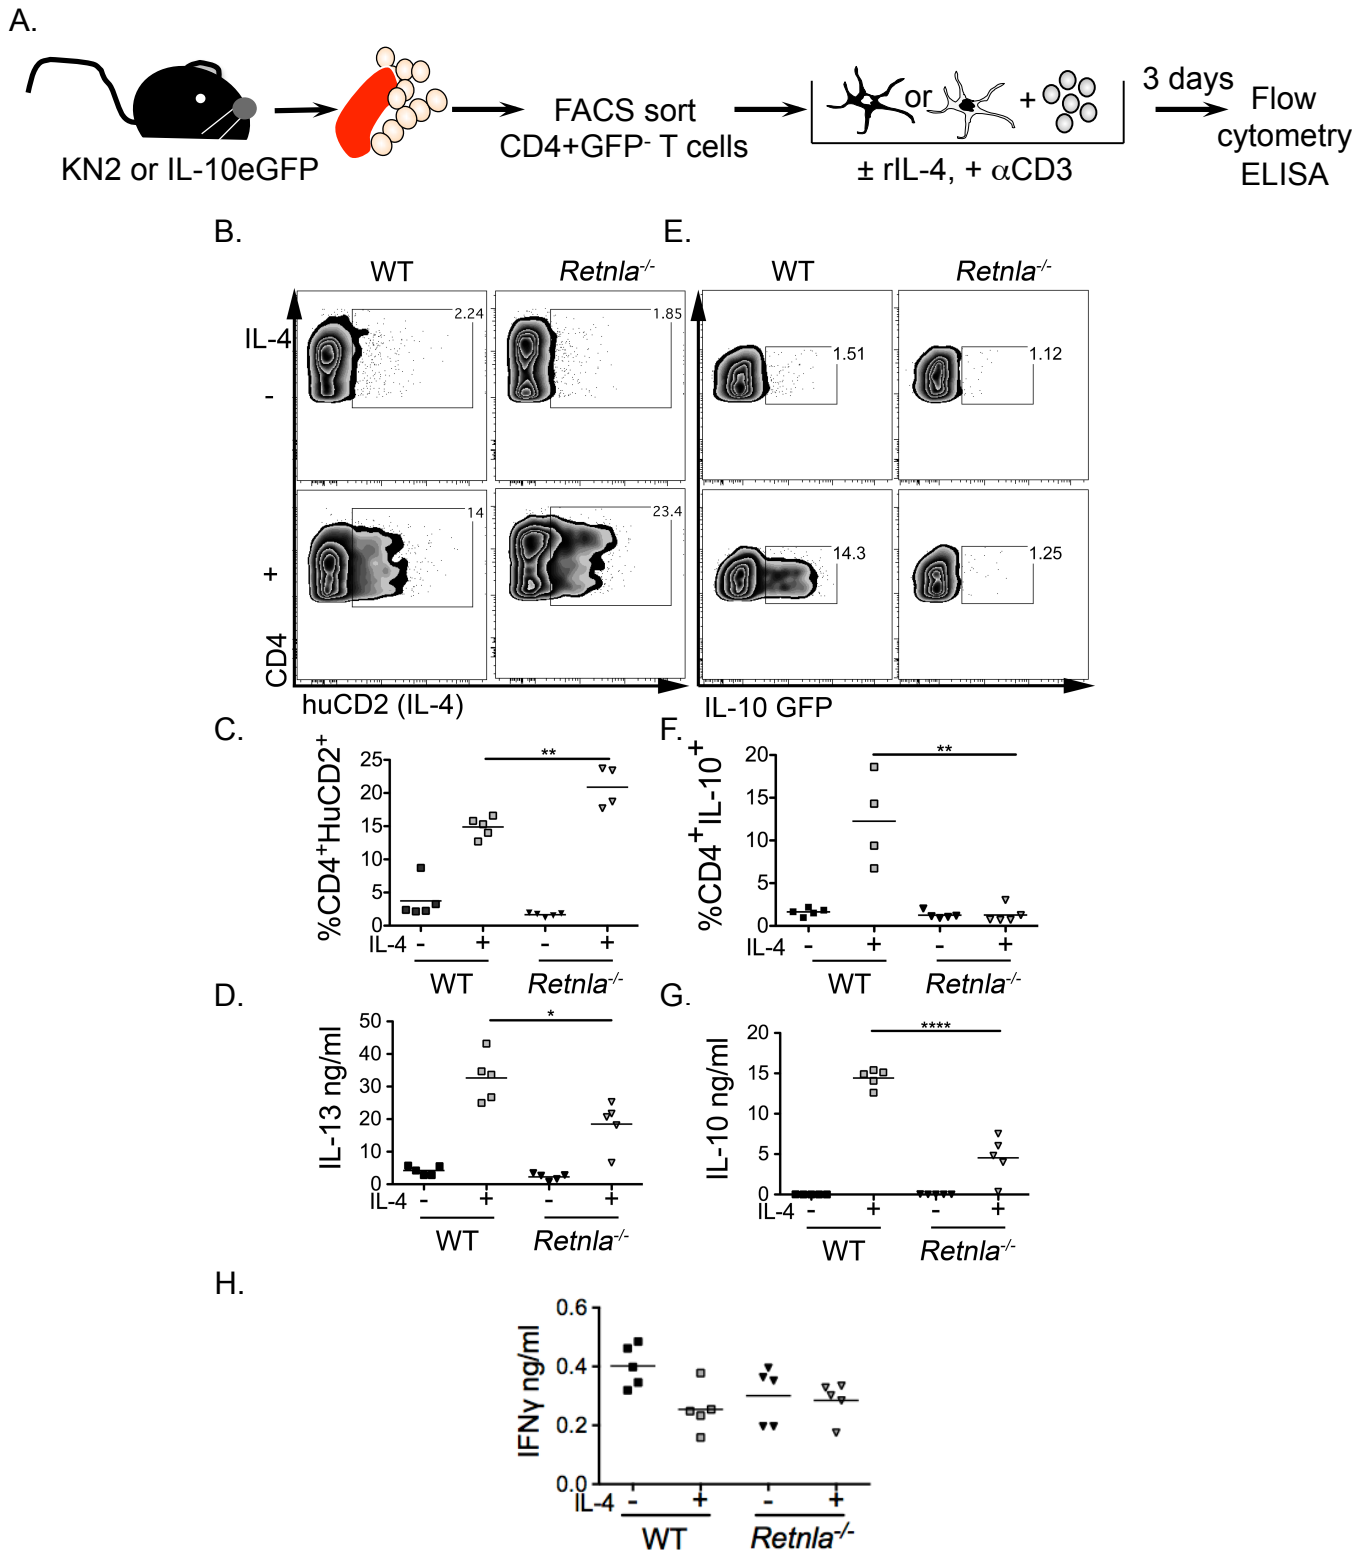 A.
KN2 or IL-10eGFP
FACS sort
CD4+GFP- T cells
or
+
± rIL-4, + αCD3
3 days
Flow
cytometry
ELISA
B.
WT
Retnla-/-
IL-4
-
+
2.24
1.85
14
23.4
CD4
huCD2 (IL-4)
E.
WT
Retnla-/-
1.51
1.12
14.3
1.25
IL-10 GFP
C.
%CD4+HuCD2+
25
20
15
10
5
0
**
IL-4
-
+
-
+
WT
Retnla-/-
F.
%CD4+IL-10+
20
15
10
5
0
**
IL-4
-
+
-
+
WT
Retnla-/-
D.
IL-13 ng/ml
50
40
30
20
10
0
*
IL-4
-
+
-
+
WT
Retnla-/-
G.
IL-10 ng/ml
20
15
10
5
0
****
IL-4
-
+
-
+
WT
Retnla-/-
H.
IFNγ ng/ml
0.6
0.4
0.2
0.0
IL-4
-
+
-
+
WT
Retnla-/-